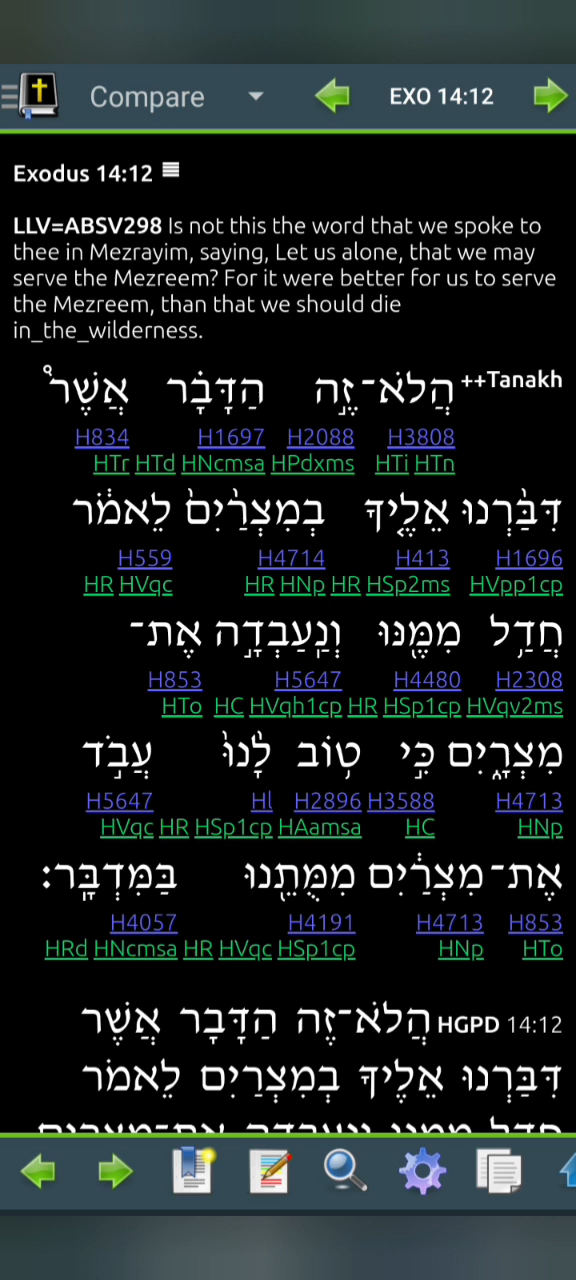 Compare EXO 14:12
Exodus 14:12
LLV=ABSV298 Is not this the word that we spoke to
thee in Mezrayim, saying, Let us alone, that we may
serve the Mezreem? For it were better for us to serve
the Mezreem, than that we should die
in_the_wilderness.
++Tanakh הֲלֹא־זֶ֣ה הַדָּבָ֗ר אֲשֶׁר֩
H834 H1697 H2088 H3808
HTr HTd HNcmsa HPdxms HTi HTn
דִּבַּ֨רְנוּ אֵלֶ֤יךָ בְמִצְרַ֙יִם֙ לֵאמֹ֔ר
H559 H4714 H413 H1696
HR HVqc HR HNp HR HSp2ms HVpp1cp
חֲדַ֥ל מִמֶּ֖נּוּ וְנַֽעַבְדָ֣ה אֶת־
H853 H5647 H4480 H2308
HTo HC HVqh1cp HR HSp1cp HVqv2ms
מִצְרָ֑יִם כִּ֣י ט֥וֹב לָ֙נוּ֙ עֲבֹ֣ד
H5647 Hl H2896 H3588 H4713
HVqc HR HSp1cp HAamsa HC HNp
אֶת־מִצְרַ֔יִם מִמֻּתֵ֖נוּ בַּמִּדְבָּֽר׃
H4057 H4191 H4713 H853
HRd HNcmsa HR HVqc HSp1cp HNp HTo
HGPD 14:12 הֲלֹא־זֶה הַדָּבָר אֲשֶׁר
דִּבַּרְנוּ אֵלֶיךָ בְמִצְרַיִם לֵאמֹר